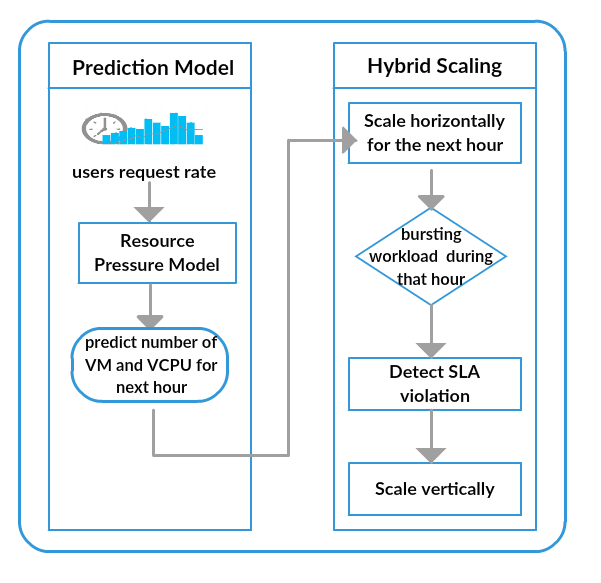 Prediction Model
users request rate
Resource
Pressure Model
predict number of
VM and VCPU for
next hour
Hybrid Scaling
Scale horizontally
for the next hour
bursting
workload during
that hour
Detect SLA
violation
Scale vertically